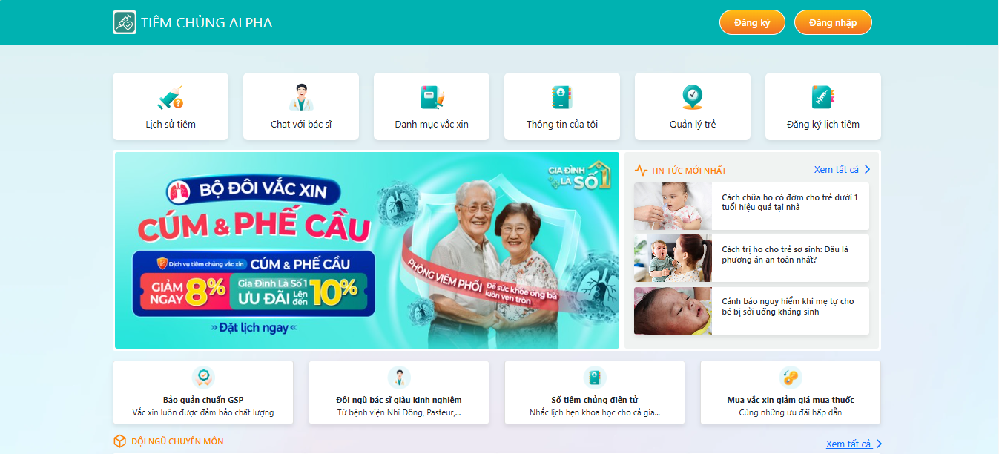 TIÊM CHỦNG ALPHA
Đăng ký
Đăng nhập
Lịch sử tiêm
Chat với bác sĩ
Danh mục vắc xin
Thông tin của tôi
Quản lý trẻ
Đăng ký lịch tiêm
BỘ ĐÔI VẮC XIN
CÚM & PHẾ CẦU
Dịch vụ tiêm chủng vắc xin CÚM & PHẾ CẦU
GIẢM
NGAY 8%
Gia Đình Là Số 1
ƯU ĐÃI Lên
đến 10%
»Đặt lịch ngay«
GIA ĐÌNH
LÀ SỐ 1
PHÒNG VIÊM PHỔI Để sức khỏe ông bà
luôn vẹn tròn
TIN TỨC MỚI NHẤT
Xem tất cả
Cách chữa ho có đờm cho trẻ dưới 1
tuổi hiệu quả tại nhà
Cách trị ho cho trẻ sơ sinh: Đâu là
phương án an toàn nhất?
Cảnh báo nguy hiểm khi mẹ tự cho
bé bị sởi uống kháng sinh
Bảo quản chuẩn GSP
Vắc xin luôn được đảm bảo chất lượng
Đội ngũ bác sĩ giàu kinh nghiệm
Từ bệnh viện Nhi Đồng, Pasteur,...
Sổ tiêm chủng điện tử
Nhắc lịch hẹn khoa học cho cả gia...
Mua vắc xin giảm giá mua thuốc
Cùng những ưu đãi hấp dẫn
ĐỘI NGŨ CHUYÊN MÔN
Xem tất cả